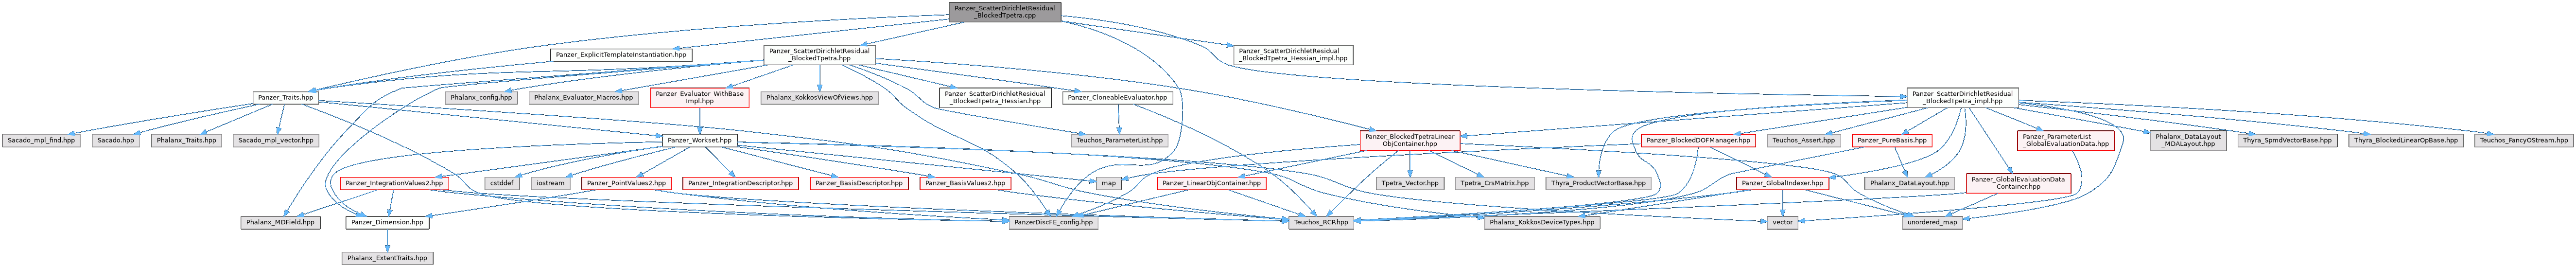 Panzer_ScatterDirichletResidual
_BlockedTpetra.cpp
Panzer_ExplicitTemplateInstantiation.hpp
Panzer_ScatterDirichletResidual
_BlockedTpetra.hpp
Panzer_ScatterDirichletResidual
_BlockedTpetra_Hessian_impl.hpp
Panzer_Traits.hpp
Phalanx_config.hpp
Phalanx_Evaluator_Macros.hpp
Panzer_Evaluator_WithBase
Impl.hpp
Phalanx_KokkosViewOfViews.hpp
Panzer_ScatterDirichletResidual
_BlockedTpetra_Hessian.hpp
Panzer_CloneableEvaluator.hpp
Panzer_ScatterDirichletResidual
_BlockedTpetra_impl.hpp
Sacado_mpl_find.hpp
Sacado.hpp
Phalanx_Traits.hpp
Sacado_mpl_vector.hpp
Panzer_Workset.hpp
Teuchos_ParameterList.hpp
Panzer_BlockedTpetraLinear
ObjContainer.hpp
Panzer_BlockedDOFManager.hpp
Teuchos_Assert.hpp
Panzer_PureBasis.hpp
Panzer_ParameterList
_GlobalEvaluationData.hpp
Phalanx_DataLayout
_MDALayout.hpp
Thyra_SpmdVectorBase.hpp
Thyra_BlockedLinearOpBase.hpp
Teuchos_FancyOStream.hpp
Panzer_IntegrationValues2.hpp
cstddef
iostream
Panzer_PointValues2.hpp
Panzer_IntegrationDescriptor.hpp
Panzer_BasisDescriptor.hpp
Panzer_BasisValues2.hpp
map
Panzer_LinearObjContainer.hpp
Tpetra_Vector.hpp
Tpetra_CrsMatrix.hpp
Thyra_ProductVectorBase.hpp
Panzer_GlobalIndexer.hpp
Phalanx_DataLayout.hpp
Panzer_GlobalEvaluationData
Container.hpp
Phalanx_MDField.hpp
Panzer_Dimension.hpp
PanzerDiscFE_config.hpp
Teuchos_RCP.hpp
Phalanx_KokkosDeviceTypes.hpp
vector
unordered_map
Phalanx_ExtentTraits.hpp